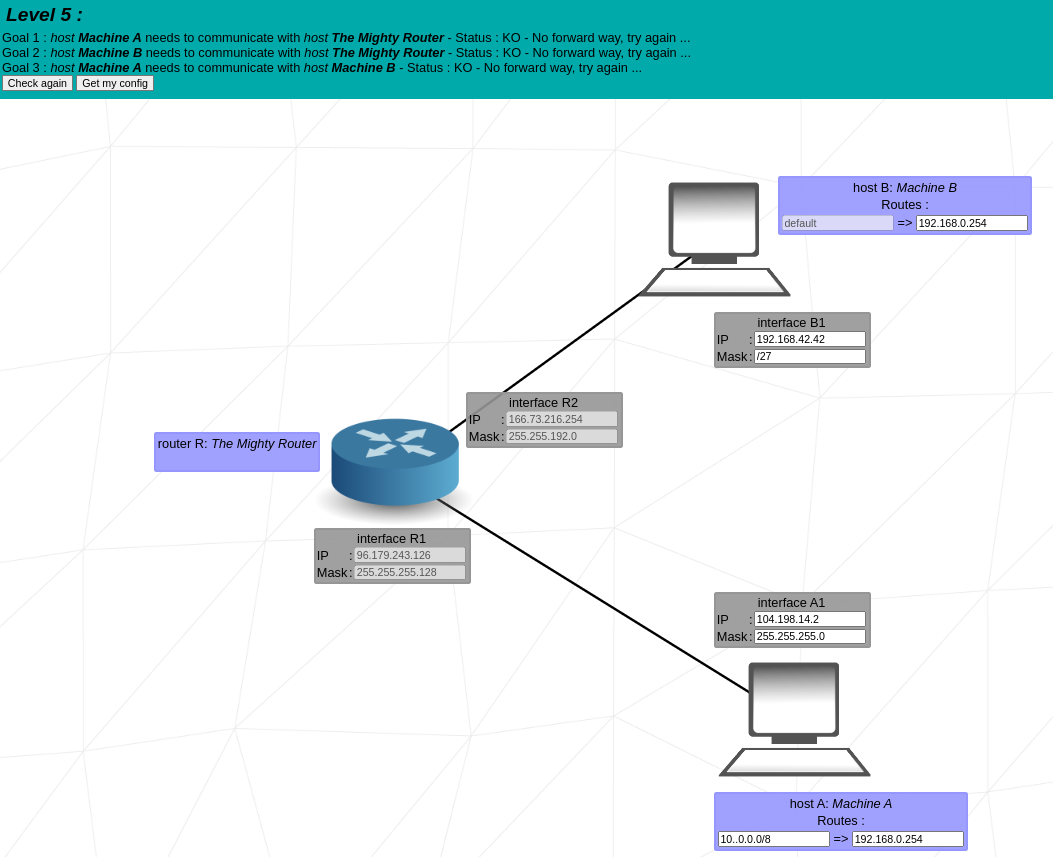 Level 5 :
Goal 1 : host Machine A needs to communicate with host The Mighty Router - Status : KO - No forward way, try again ...
Goal 2 : host Machine B needs to communicate with host The Mighty Router - Status : KO - No forward way, try again ...
Goal 3 : host Machine A needs to communicate with host Machine B - Status : KO - No forward way, try again ...
Check again Get my config
host B: Machine B
Routes :
default => 192.168.0.254
interface B1
IP : 192.168.42.42
Mask : /27
interface R2
IP : 166.73.216.254
Mask : 255.255.192.0
router R: The Mighty Router
interface R1
IP : 96.179.243.126
Mask : 255.255.255.128
interface A1
IP : 104.198.14.2
Mask : 255.255.255.0
host A: Machine A
Routes :
10..0.0.0/8 => 192.168.0.254